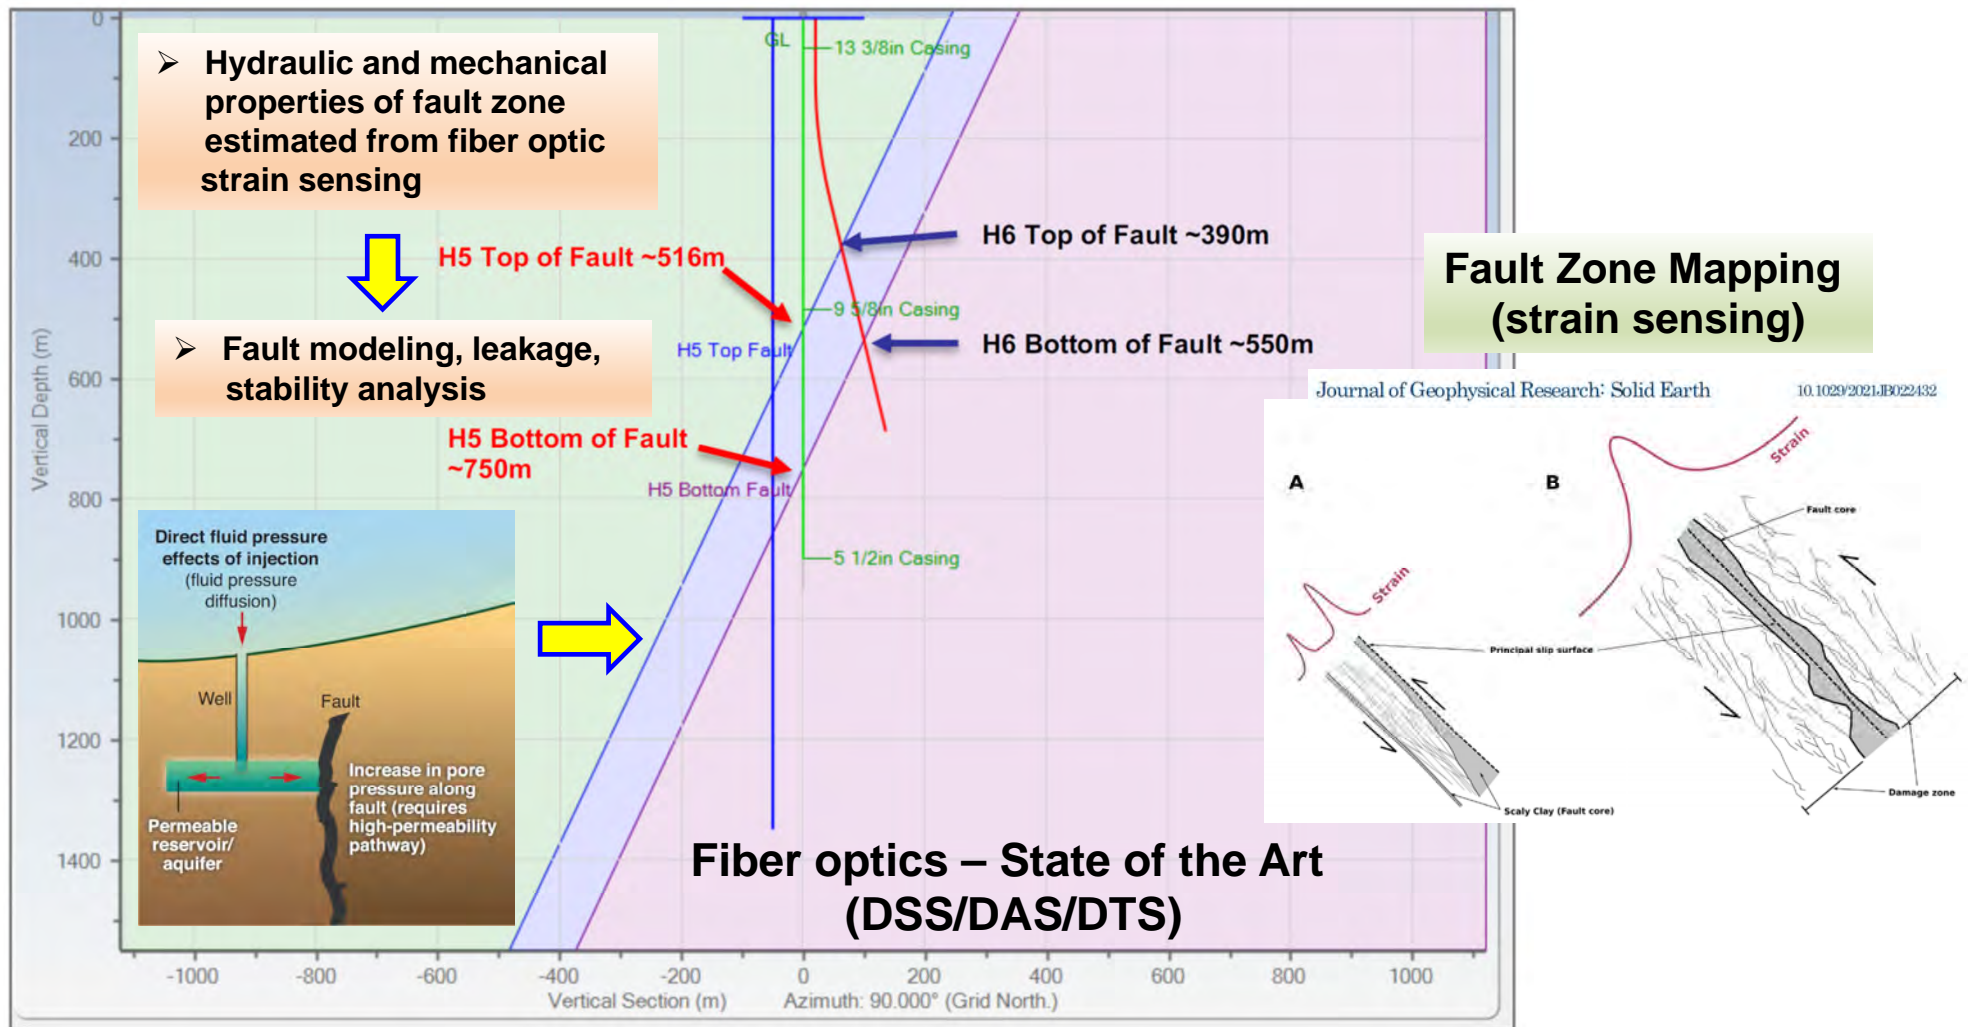 0
200
400
600
800
1000
1200
1400
Vertical Depth (m)
➢ Hydraulic and mechanical
properties of fault zone
estimated from fiber optic
strain sensing
➢ Fault modeling, leakage,
stability analysis
GL
13 3/8in Casing
H5 Top of Fault ~516m
H6 Top of Fault ~390m
9 5/8in Casing
H5 Top Fault
H6 Bottom of Fault ~550m
H5 Bottom of Fault
~750m
H5 Bottom Fault
5 1/2in Casing
Direct fluid pressure
effects of injection
(fluid pressure
diffusion)
Well
Fault
Increase in pore
pressure along
fault (requires
high-permeability
pathway)
Permeable
reservoir/
aquifer
Fiber optics – State of the Art
(DSS/DAS/DTS)
-1000
-800
-600
-400
-200
0
200
400
600
800
1000
Vertical Section (m)
Azimuth: 90.000° (Grid North.)
Fault Zone Mapping
(strain sensing)
Journal of Geophysical Research: Solid Earth
10.1029/2021JB022432
A
Strain
B
Strain
Fault core
Principal slip surface
Scaly Clay (Fault core)
Damage zone